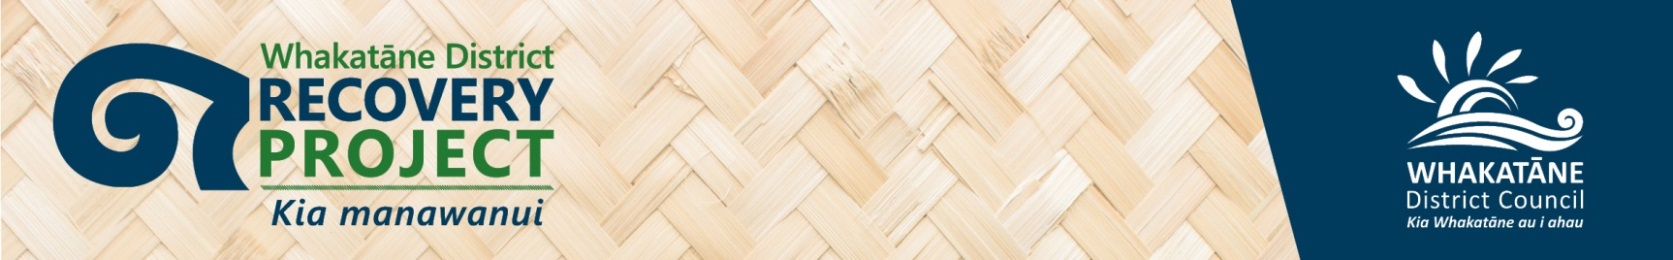 Whakatāne District
RECOVERY
PROJECT
Kia manawanui
WHAKATĀNE
District Council
Kia Whakatāne au i ahau